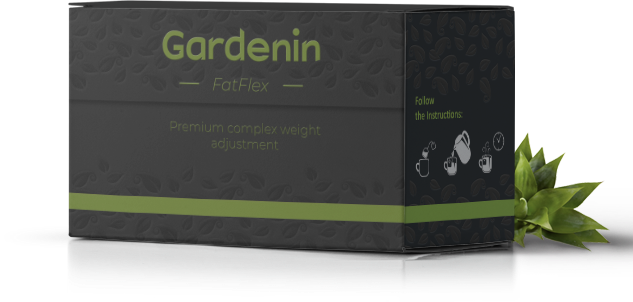 Gardenin
FatFlex
Premium complex weight
adjustment
Follow
the Instructions: